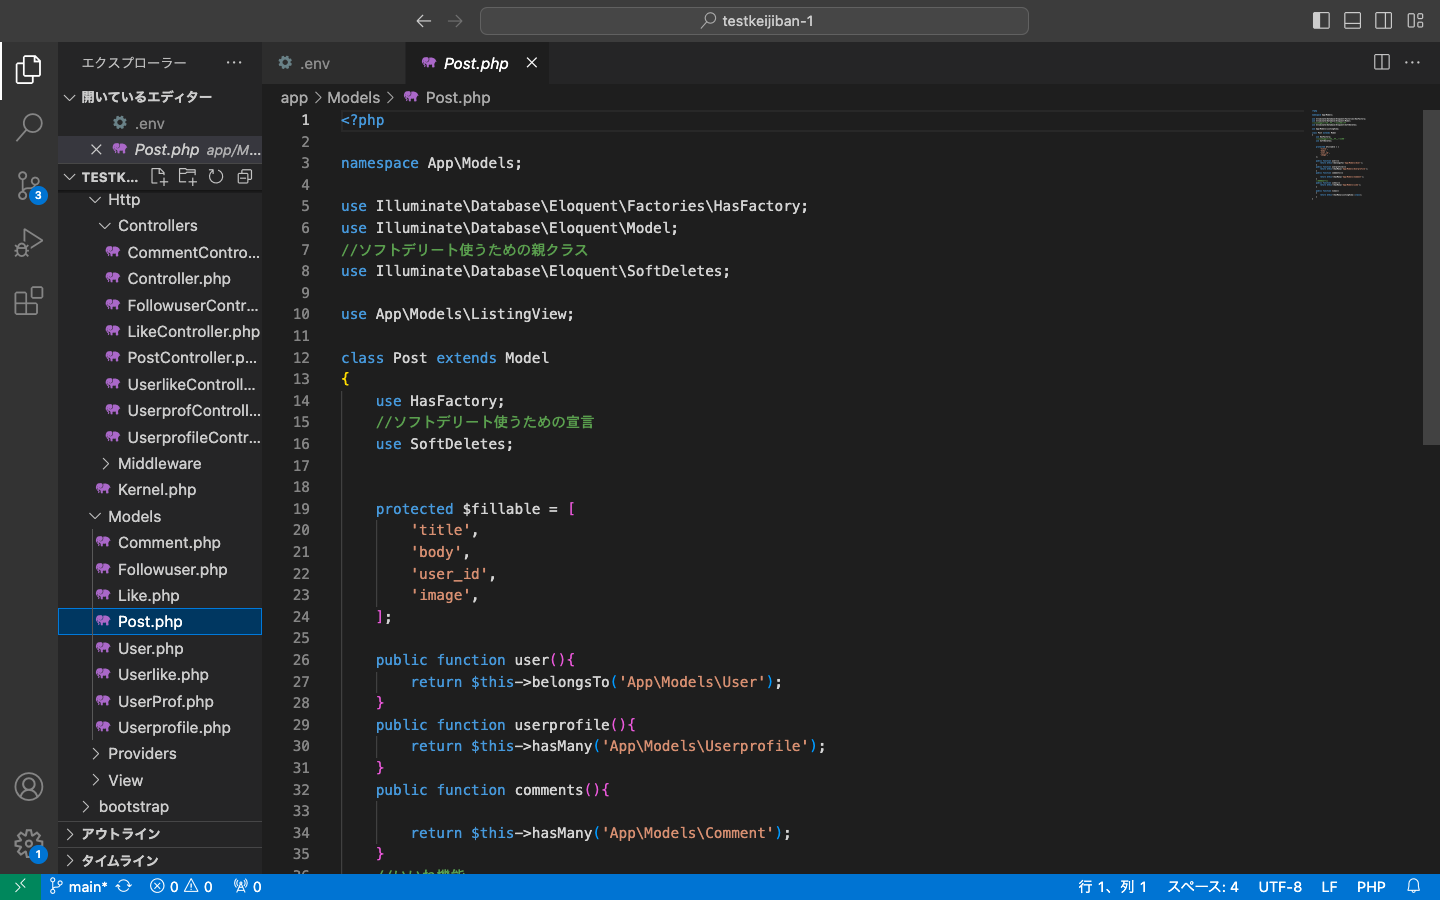 testkeijiban-1
エクスプローラー
開いているエディター
.env
Post.php app/M...
TESTK...
Http
Controllers
CommentContro...
Controller.php
FollowuserContr...
LikeController.php
PostController.p...
UserlikeControll...
UserprofControll...
UserprofileContr...
Middleware
Kernel.php
Models
Comment.php
Followuser.php
Like.php
Post.php
User.php
Userlike.php
UserProf.php
Userprofile.php
Providers
View
bootstrap
アウトライン
タイムライン
3
1
.env
Post.php
app > Models > Post.php
1 <?php
2
3 namespace App\Models;
4
5 use Illuminate\Database\Eloquent\Factories\HasFactory;
6 use Illuminate\Database\Eloquent\Model;
7 //ソフトデリート使うための親クラス
8 use Illuminate\Database\Eloquent\SoftDeletes;
9
10 use App\Models\ListingView;
11
12 class Post extends Model
13 {
14 use HasFactory;
15 //ソフトデリート使うための宣言
16 use SoftDeletes;
17
18
19 protected $fillable = [
20 'title',
21 'body',
22 'user_id',
23 'image',
24 ];
25
26 public function user(){
27 return $this->belongsTo('App\Models\User');
28 }
29 public function userprofile(){
30 return $this->hasMany('App\Models\Userprofile');
31 }
32 public function comments(){
33
34 return $this->hasMany('App\Models\Comment');
35 }
main* 0 0 0
行 1、列 1 スペース: 4 UTF-8 LF PHP